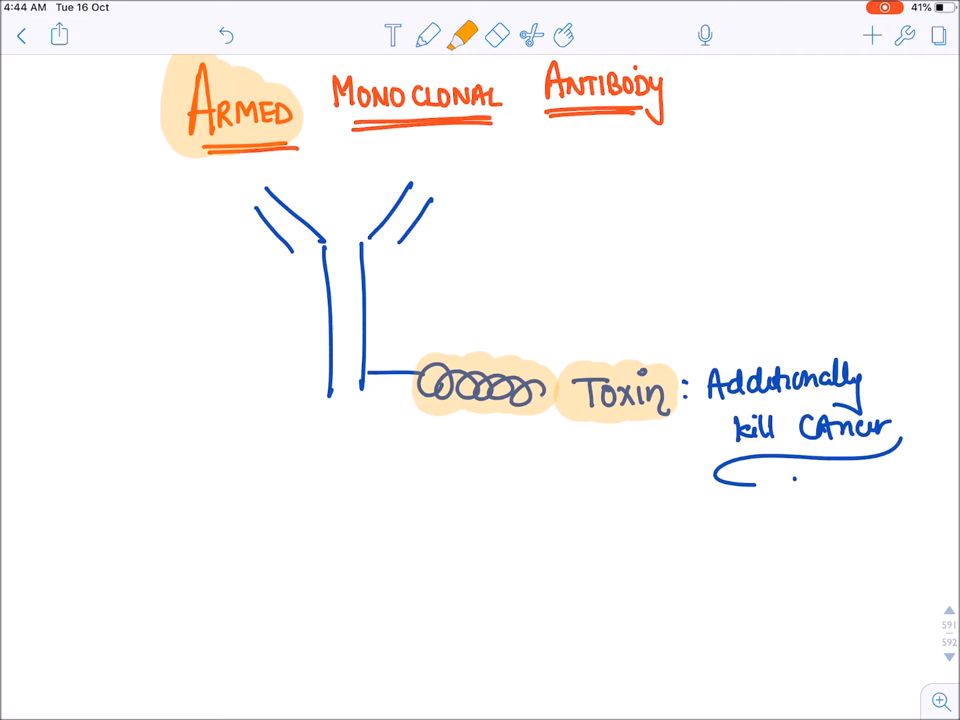 4:44 AM Tue 16 Oct 41%
T
ARMED MONOCLONAL ANTIBODY
Toxin : Additionally
kill CAncer
591
592